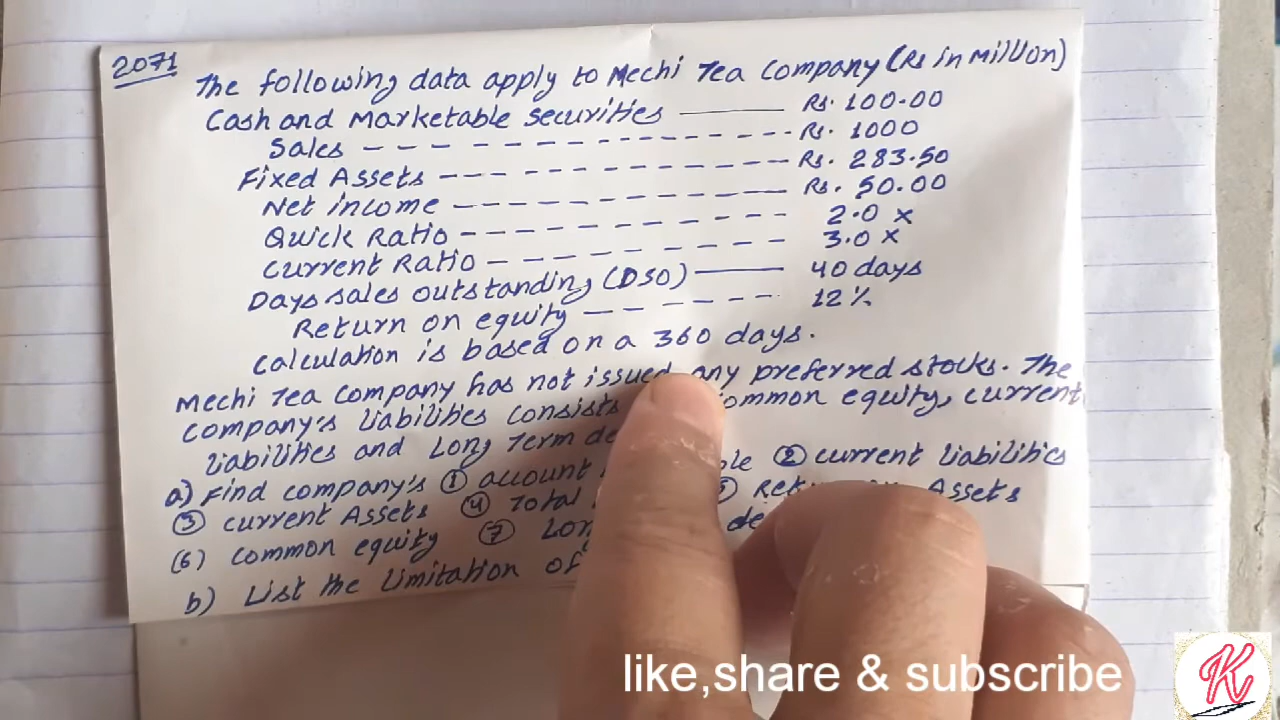 2071
The following data apply to Mechi Tea Company (Rs in Million)
Cash and Marketable Securities ——— Rs. 100.00
Sales - - - - - - - - - - - - - - Rs. 1000
Fixed Assets - - - - - - - - - - - - Rs. 283.50
Net income - - - - - - - - - - - Rs. 50.00
Quick Ratio - - - - - - - - - - 2.0 x
Current Ratio - - - - - - - - - 3.0 x
Days sales outstanding (DSO) ——— 40 days
Return on equity - - - - - - 12 %
Calculation is based on a 360 days.
Mechi Tea Company has not issued any preferred stocks. The
Company's liabilities consists common equity, current
liabilities and Long Term
a) Find company's ① account ② current liabilities
③ current Assets ④ Total Assets
(6) common equity ⑦
b) List the Limitation of
like,share & subscribe
K